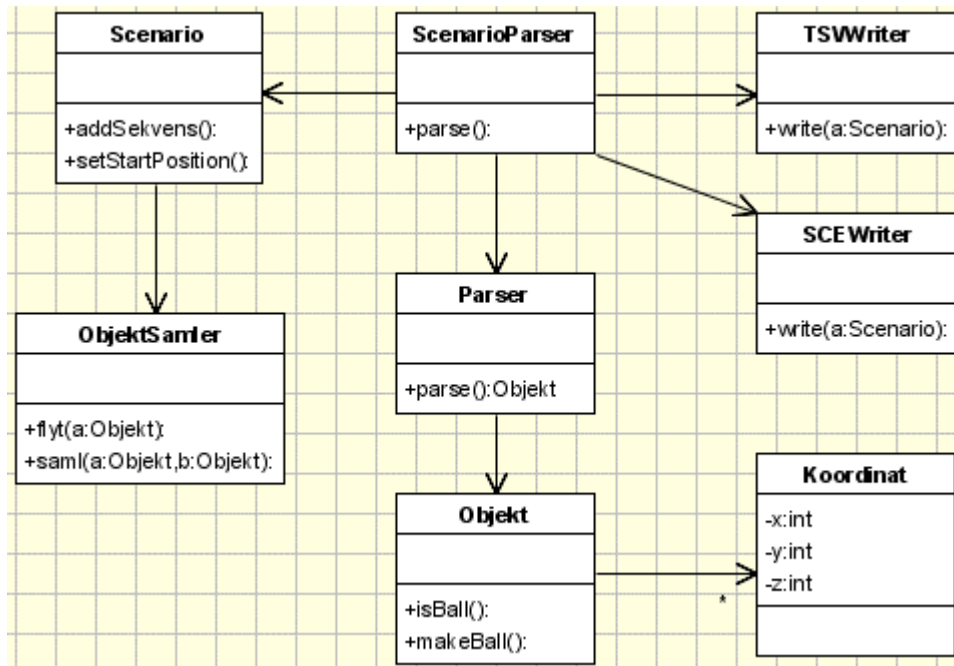 Scenario
+addSekvens():
+setStartPosition():
ScenarioParser
+parse():
TSVWriter
+write(a:Scenario):
SCEWriter
+write(a:Scenario):
ObjektSamler
+flyt(a:Objekt):
+saml(a:Objekt,b:Objekt):
Parser
+parse():Objekt
Objekt
+isBall():
+makeBall():
*
Koordinat
-x:int
-y:int
-z:int